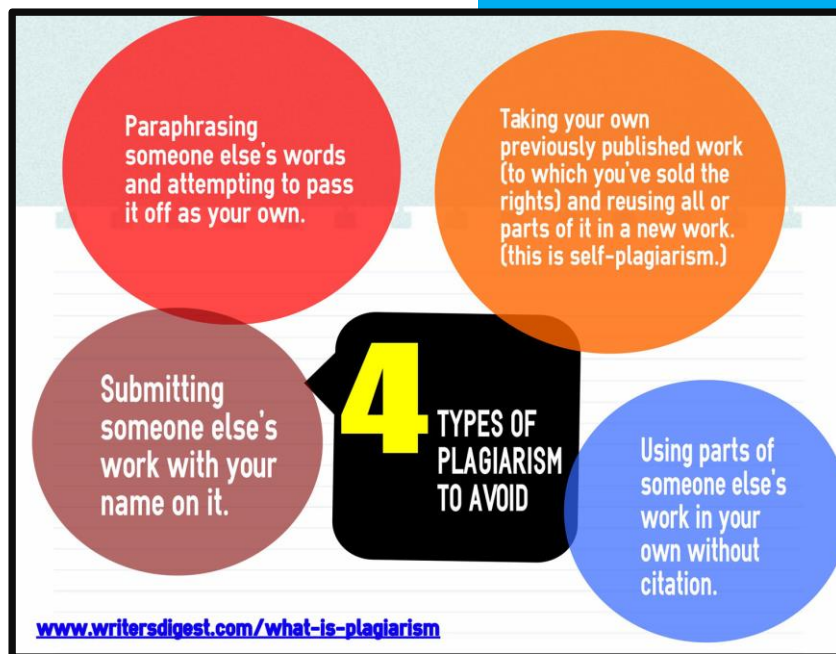 Paraphrasing
someone else's words
and attempting to pass
it off as your own.
Taking your own
previously published work
(to which you've sold the
rights) and reusing all or
parts of it in a new work.
(this is self-plagiarism.)
Submitting
someone else's
work with your
name on it.
4
TYPES OF
PLAGIARISM
TO AVOID
Using parts of
someone else's
work in your
own without
citation.
www.writersdigest.com/what-is-plagiarism